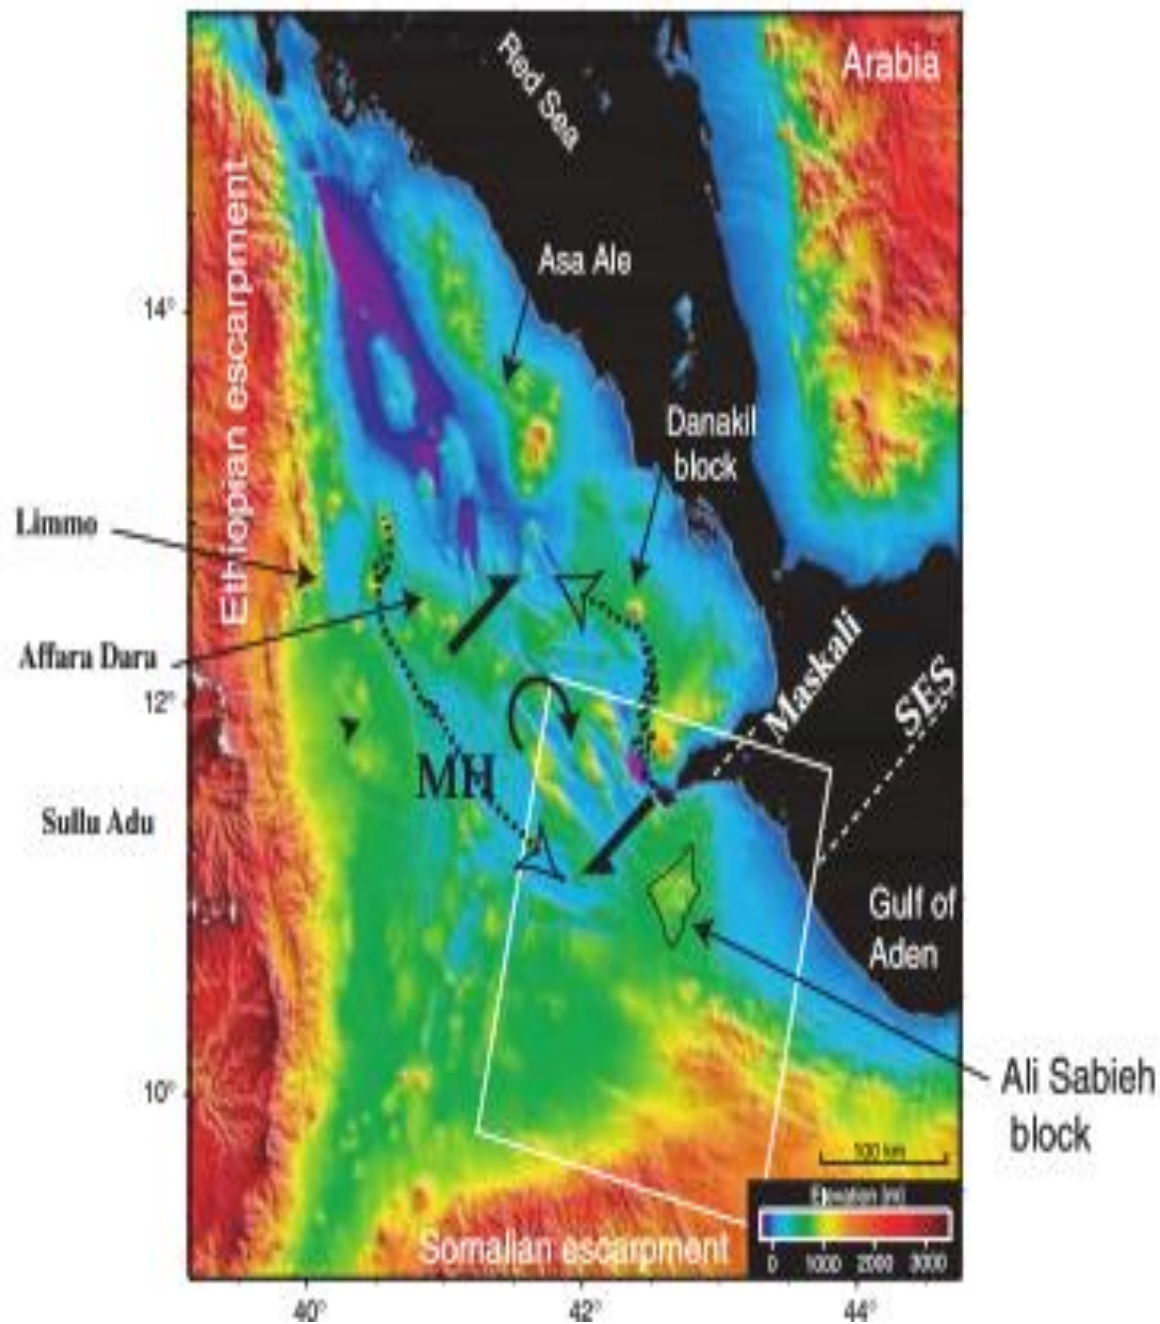 Red Sea
Arabia
Ethiopian escarpment
Asa Ale
14°
Danakil
block
Limmo
Affara Dara
12°
Maskali
SES
MH
Sullu Adu
Gulf of
Aden
10°
Ali Sabieh
block
100 km
Elevation (m)
0 1000 2000 3000
Somalian escarpment
40° 42° 44°